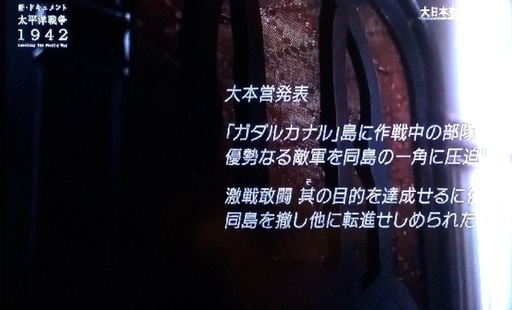 新・ドキュメント
太平洋戦争
1942
大日本
大本営発表
「ガダルカナル」島に作戦中の部隊
優勢なる敵軍を同島の一角に圧迫
激戦敢闘 其の目的を達成せるに
同島を撤し他に転進せしめられた